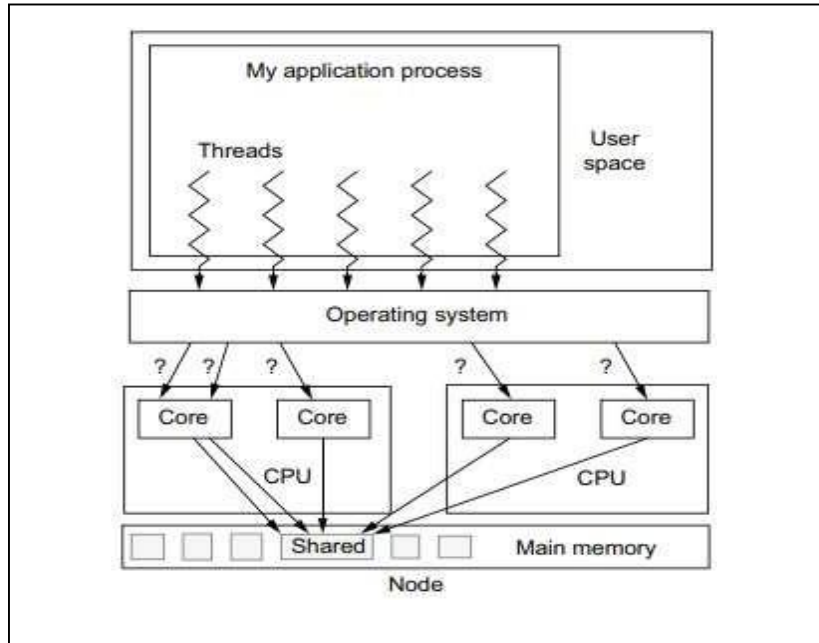 My application process
Threads
User
space
Operating system
? ? ? ? ?
Core Core Core Core
CPU CPU
Shared Main memory
Node